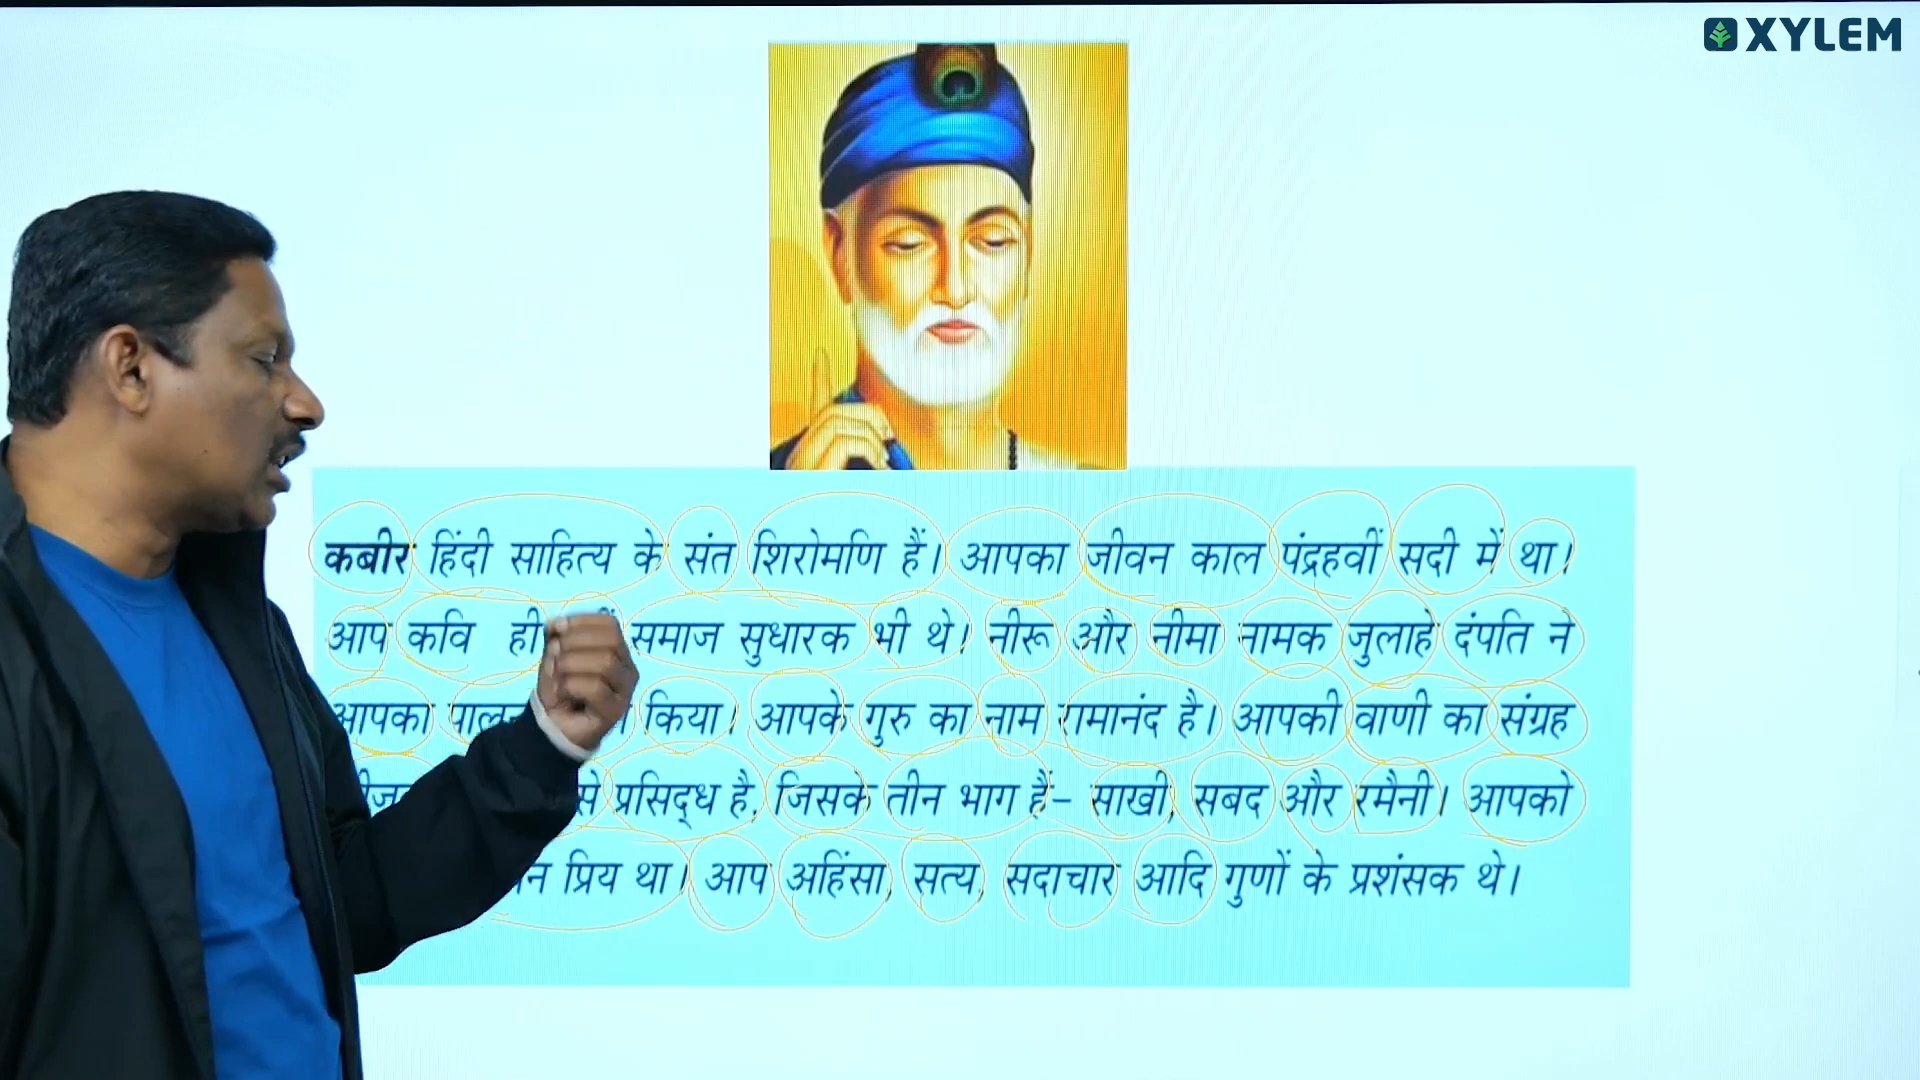 XYLEM
कबीर हिंदी साहित्य के संत शिरोमणि हैं। आपका जीवन काल पंद्रहवीं सदी में था।
आप कवि ही समाज सुधारक भी थे। नीरू और नीमा नामक जुलाहे दंपति ने
आपका किया। आपके गुरु का नाम रामानंद है। आपकी वाणी का संग्रह
से प्रसिद्ध है, जिसके तीन भाग हैं– साखी, सबद और रमैनी। आपको
प्रिय था। आप अहिंसा, सत्य, सदाचार आदि गुणों के प्रशंसक थे।